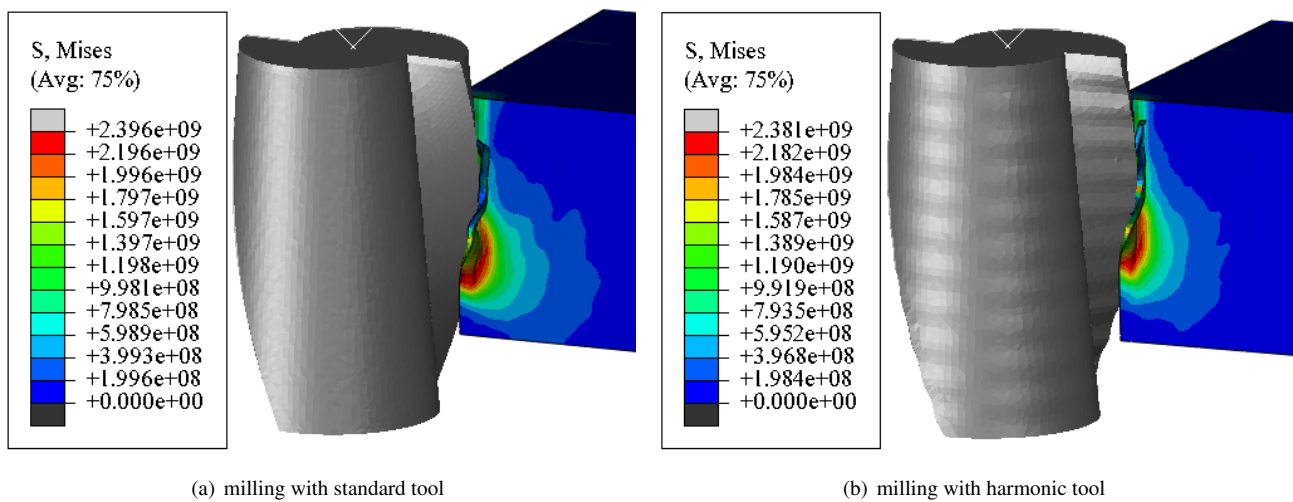 S, Mises
(Avg: 75%)
+2.396e+09
+2.196e+09
+1.996e+09
+1.797e+09
+1.597e+09
+1.397e+09
+1.198e+09
+9.981e+08
+7.985e+08
+5.989e+08
+3.993e+08
+1.996e+08
+0.000e+00
(a) milling with standard tool
S, Mises
(Avg: 75%)
+2.381e+09
+2.182e+09
+1.984e+09
+1.785e+09
+1.587e+09
+1.389e+09
+1.190e+09
+9.919e+08
+7.935e+08
+5.952e+08
+3.968e+08
+1.984e+08
+0.000e+00
(b) milling with harmonic tool